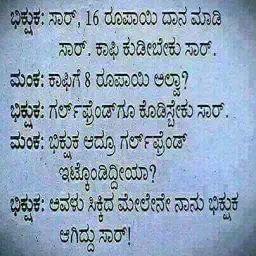 ಭಿಕ್ಷುಕ: ಸಾರ್, 16 ರೂಪಾಯಿ ದಾನ ಮಾಡಿ
ಸಾರ್. ಕಾಫಿ ಕುಡೀಬೇಕು ಸಾರ್.
ಮಂಕ: ಕಾಫಿಗೆ 8 ರೂಪಾಯಿ ಅಲ್ವಾ?
ಭಿಕ್ಷುಕ: ಗರ್ಲ್‌ಫ್ರೆಂಡ್‌ಗೂ ಕೊಡಿಸ್ಬೇಕು ಸಾರ್.
ಮಂಕ: ಭಿಕ್ಷುಕ ಆದ್ರೂ ಗರ್ಲ್‌ಫ್ರೆಂಡ್
ಇಟ್ಕೊಂಡಿದ್ದೀಯಾ?
ಭಿಕ್ಷುಕ: ಅವಳು ಸಿಕ್ಕಿದ ಮೇಲೇನೇ ನಾನು ಭಿಕ್ಷುಕ
ಆಗಿದ್ದು ಸಾರ್!